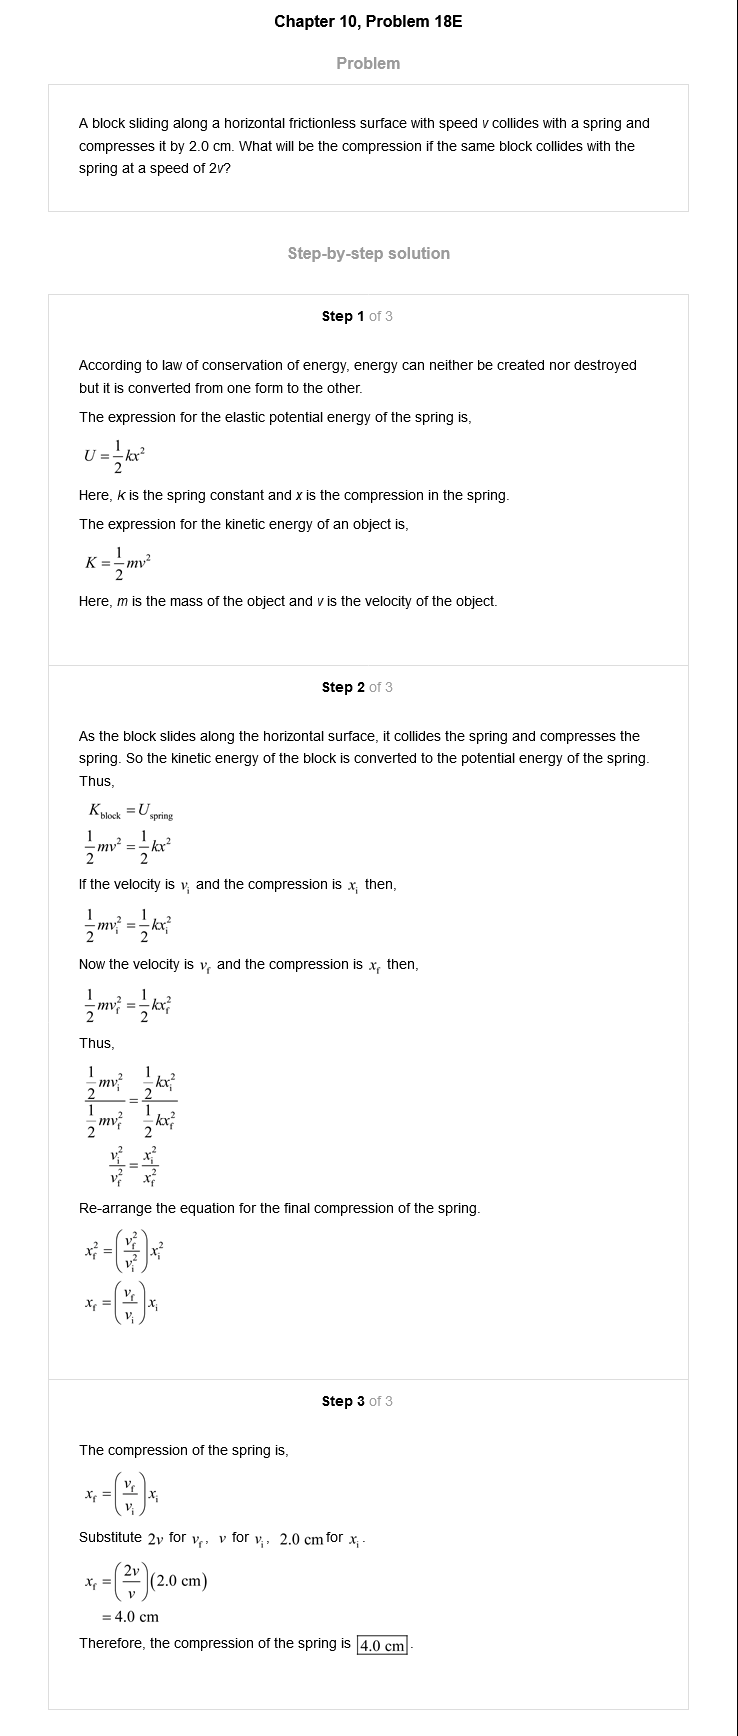 Chapter 10, Problem 18E
Problem
A block sliding along a horizontal frictionless surface with speed v collides with a spring and
compresses it by 2.0 cm. What will be the compression if the same block collides with the
spring at a speed of 2v?
Step-by-step solution
Step 1 of 3
According to law of conservation of energy, energy can neither be created nor destroyed
but it is converted from one form to the other.
The expression for the elastic potential energy of the spring is,
U = \frac{1}{2}kx^2
Here, k is the spring constant and x is the compression in the spring.
The expression for the kinetic energy of an object is,
K = \frac{1}{2}mv^2
Here, m is the mass of the object and v is the velocity of the object.
Step 2 of 3
As the block slides along the horizontal surface, it collides the spring and compresses the
spring. So the kinetic energy of the block is converted to the potential energy of the spring.
Thus,
K_{block} = U_{spring}
\frac{1}{2}mv^2 = \frac{1}{2}kx^2
If the velocity is v_i and the compression is x_i then,
\frac{1}{2}mv_i^2 = \frac{1}{2}kx_i^2
Now the velocity is v_f and the compression is x_f then,
\frac{1}{2}mv_f^2 = \frac{1}{2}kx_f^2
Thus,
\frac{\frac{1}{2}mv_i^2}{\frac{1}{2}mv_f^2} = \frac{\frac{1}{2}kx_i^2}{\frac{1}{2}kx_f^2}
\frac{v_i^2}{v_f^2} = \frac{x_i^2}{x_f^2}
Re-arrange the equation for the final compression of the spring.
x_f^2 = \left(\frac{v_f^2}{v_i^2}\right)x_i^2
x_f = \left(\frac{v_f}{v_i}\right)x_i
Step 3 of 3
The compression of the spring is,
x_f = \left(\frac{v_f}{v_i}\right)x_i
Substitute 2v for v_f, v for v_i, 2.0 cm for x_i.
x_f = \left(\frac{2v}{v}\right)(2.0 cm)
= 4.0 cm
Therefore, the compression of the spring is 4.0 cm.